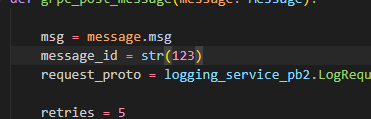 def grpc_post_message(message: Message):
msg = message.msg
message_id = str(123)
request_proto = logging_service_pb2.LogRequ
retries = 5